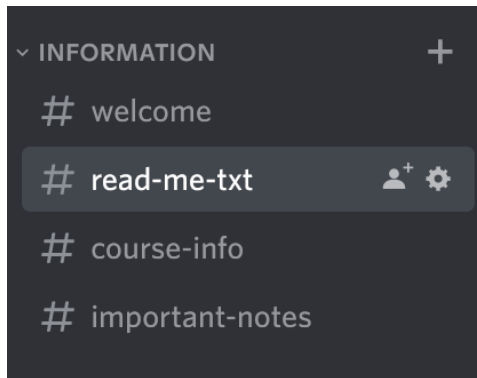 INFORMATION
# welcome
# read-me-txt
# course-info
# important-notes